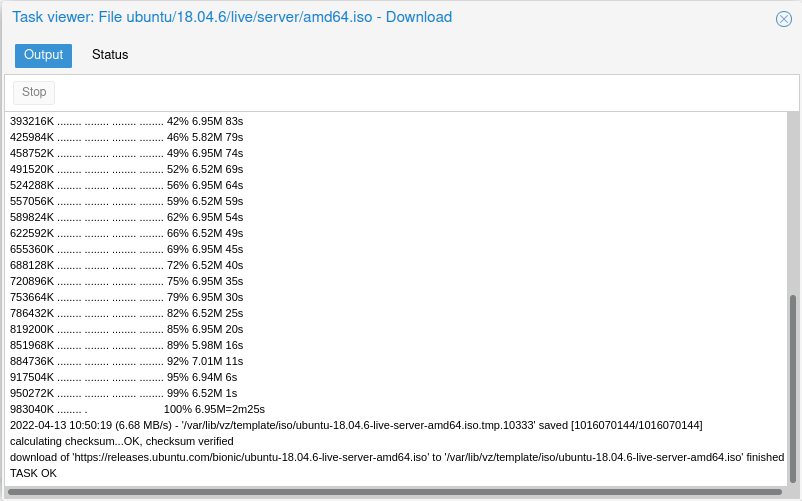 Task viewer: File ubuntu/18.04.6/live/server/amd64.iso - Download
Output Status
Stop
393216K ........ ........ ........ ........ 42% 6.95M 83s
425984K ........ ........ ........ ........ 46% 5.82M 79s
458752K ........ ........ ........ ........ 49% 6.95M 74s
491520K ........ ........ ........ ........ 52% 6.52M 69s
524288K ........ ........ ........ ........ 56% 6.95M 64s
557056K ........ ........ ........ ........ 59% 6.52M 59s
589824K ........ ........ ........ ........ 62% 6.95M 54s
622592K ........ ........ ........ ........ 66% 6.52M 49s
655360K ........ ........ ........ ........ 69% 6.95M 45s
688128K ........ ........ ........ ........ 72% 6.52M 40s
720896K ........ ........ ........ ........ 75% 6.95M 35s
753664K ........ ........ ........ ........ 79% 6.95M 30s
786432K ........ ........ ........ ........ 82% 6.52M 25s
819200K ........ ........ ........ ........ 85% 6.95M 20s
851968K ........ ........ ........ ........ 89% 5.98M 16s
884736K ........ ........ ........ ........ 92% 7.01M 11s
917504K ........ ........ ........ ........ 95% 6.94M 6s
950272K ........ ........ ........ ........ 99% 6.52M 1s
983040K ........ . 100% 6.95M=2m25s
2022-04-13 10:50:19 (6.68 MB/s) - '/var/lib/vz/template/iso/ubuntu-18.04.6-live-server-amd64.iso.tmp.10333' saved [1016070144/1016070144]
calculating checksum...OK, checksum verified
download of 'https://releases.ubuntu.com/bionic/ubuntu-18.04.6-live-server-amd64.iso' to '/var/lib/vz/template/iso/ubuntu-18.04.6-live-server-amd64.iso' finished
TASK OK